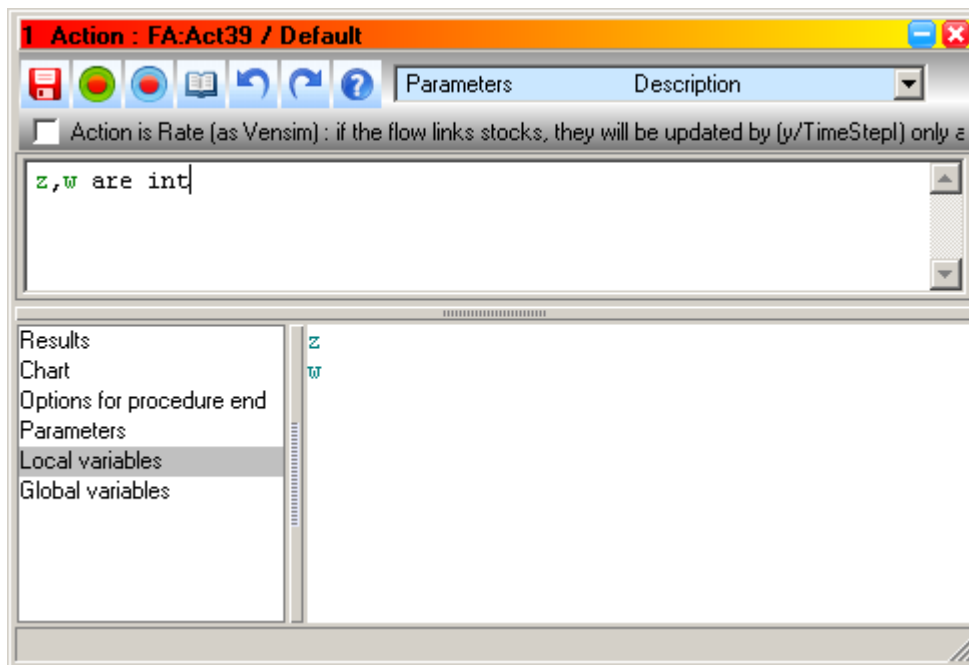 1 Action : FA:Act39 / Default
Parameters Description
Action is Rate (as Vensim) : if the flow links stocks, they will be updated by (y/TimeStepI) only a
z,w are int
Results
Chart
Options for procedure end
Parameters
Local variables
Global variables
z
w